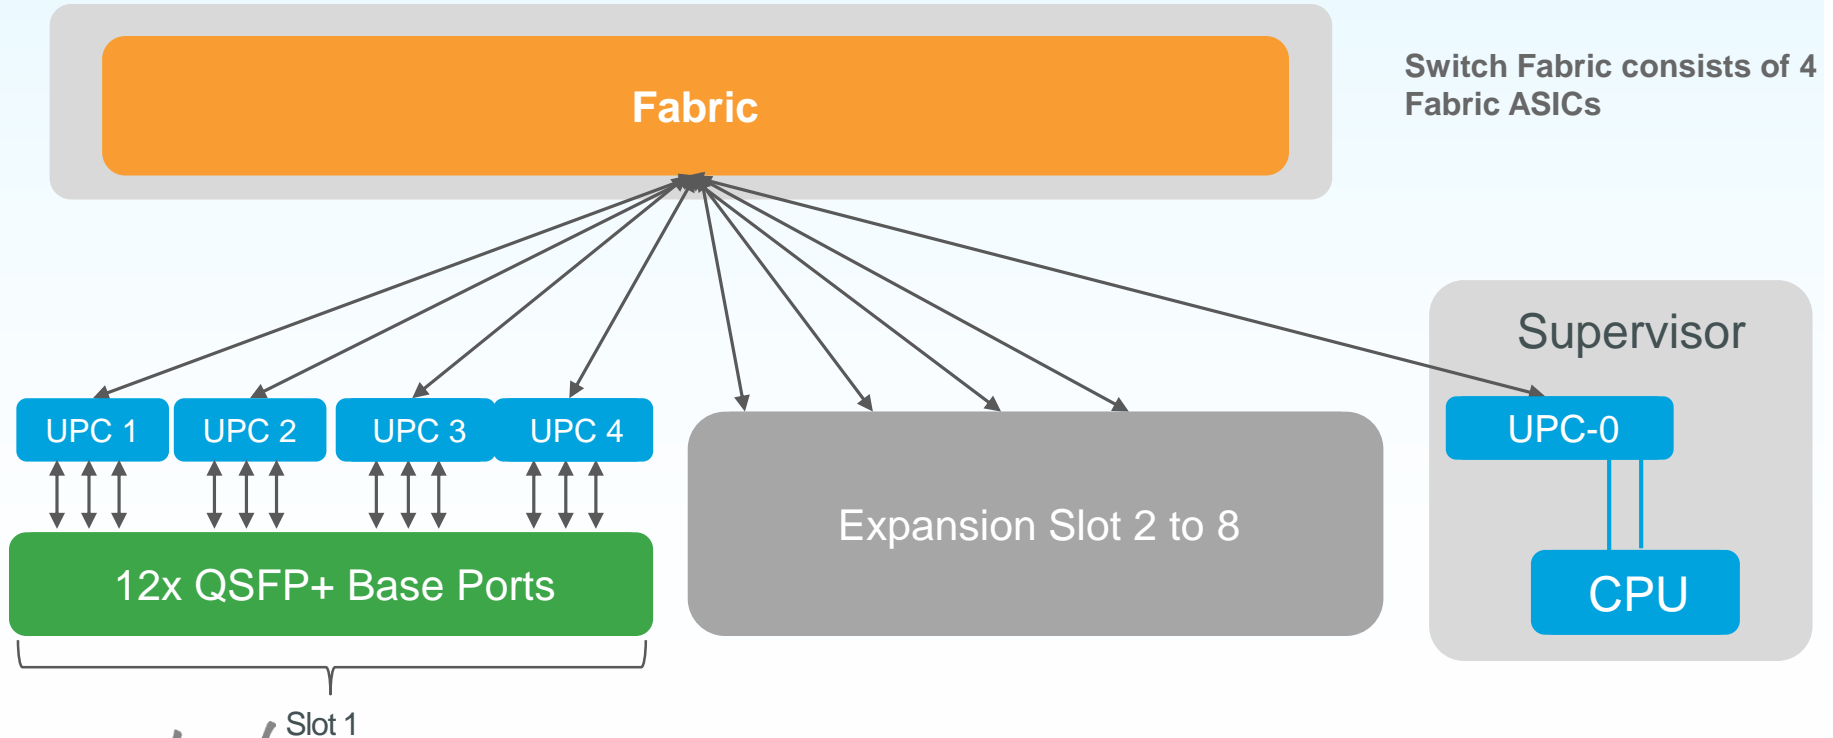 Fabric
Switch Fabric consists of 4
Fabric ASICs
Supervisor
UPC 1
UPC 2
UPC 3
UPC 4
UPC-0
Expansion Slot 2 to 8
12x QSFP+ Base Ports
CPU
Slot 1